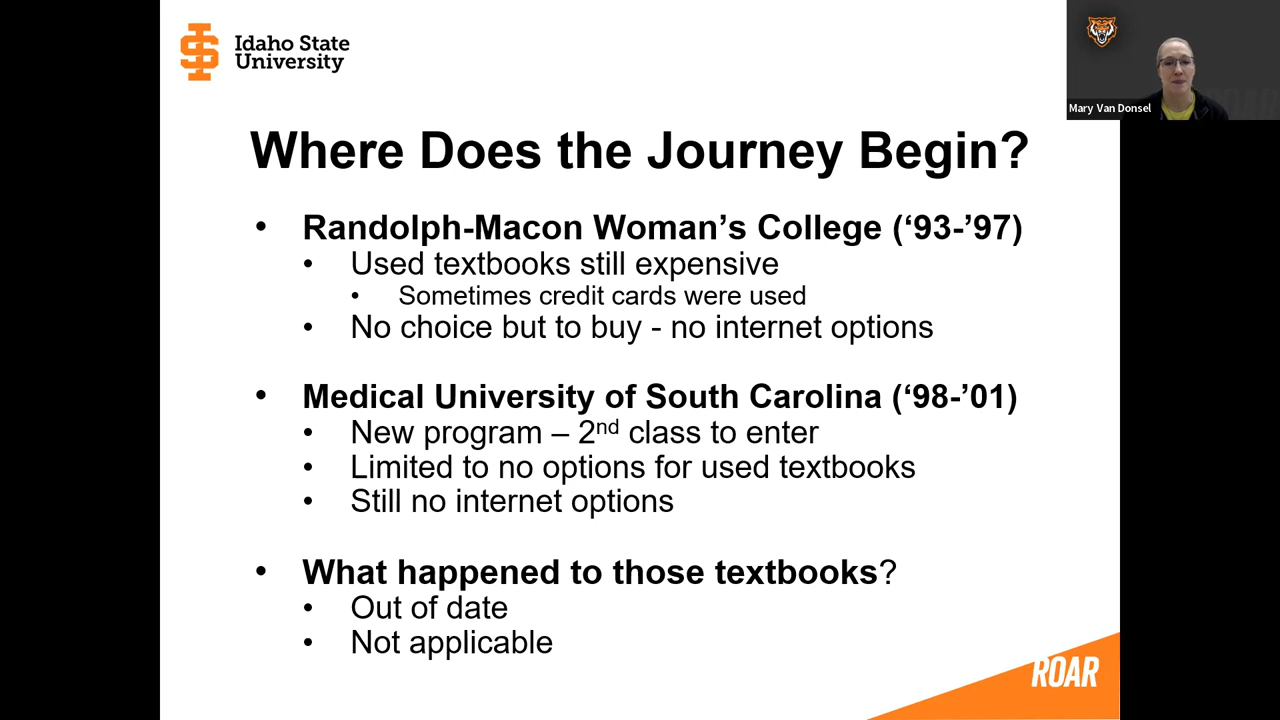 Idaho State
University
Mary Van Donsel
Where Does the Journey Begin?
• Randolph-Macon Woman’s College (‘93-’97)
• Used textbooks still expensive
• Sometimes credit cards were used
• No choice but to buy - no internet options
• Medical University of South Carolina (‘98-’01)
• New program – 2nd class to enter
• Limited to no options for used textbooks
• Still no internet options
• What happened to those textbooks?
• Out of date
• Not applicable
ROAR